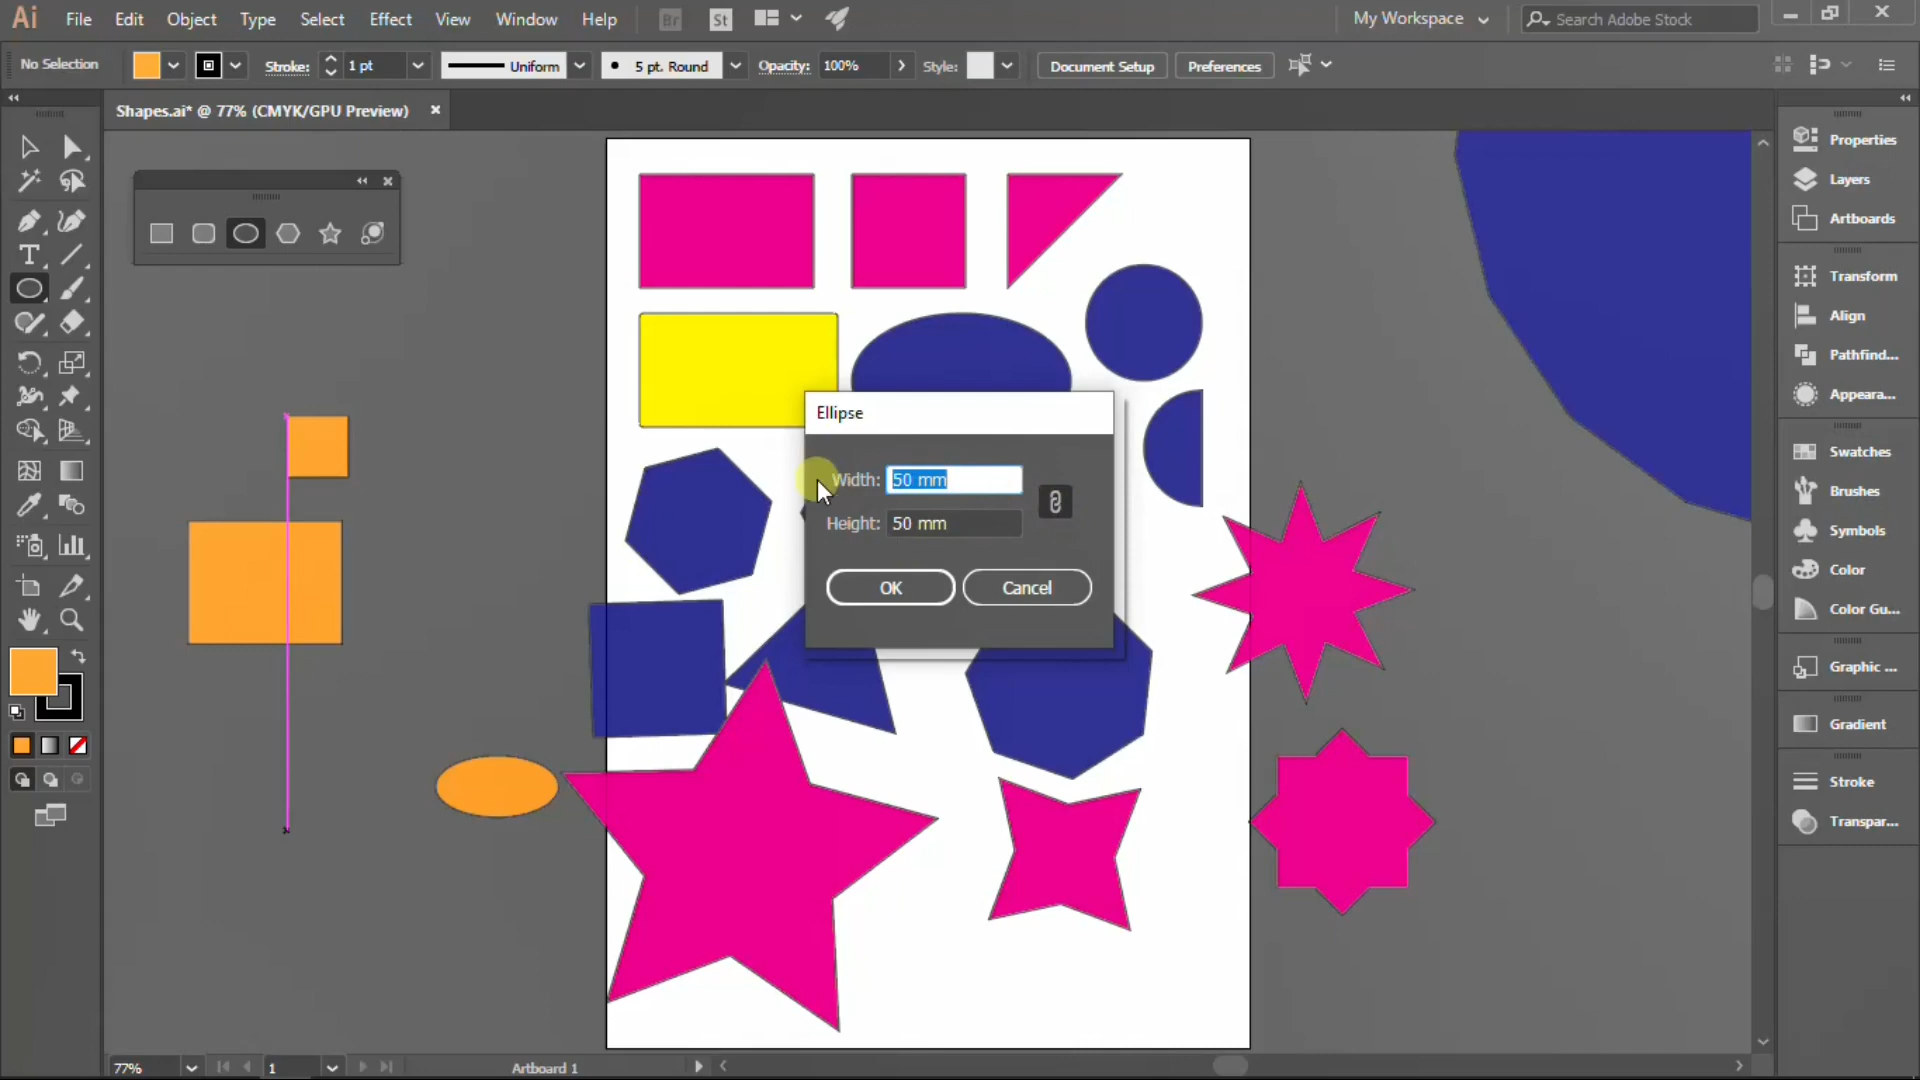 Ai File Edit Object Type Select Effect View Window Help Br St My Workspace Search Adobe Stock
No Selection Stroke: 1 pt Uniform 5 pt. Round Opacity: 100% Style: Document Setup Preferences
Shapes.ai* @ 77% (CMYK/GPU Preview)
Properties
Layers
Artboards
Transform
Align
Pathfind...
Appeara...
Swatches
Brushes
Symbols
Color
Color Gu...
Graphic ...
Gradient
Stroke
Transpar...
Ellipse
Width: 50 mm
Height: 50 mm
OK Cancel
77% 1 Artboard 1